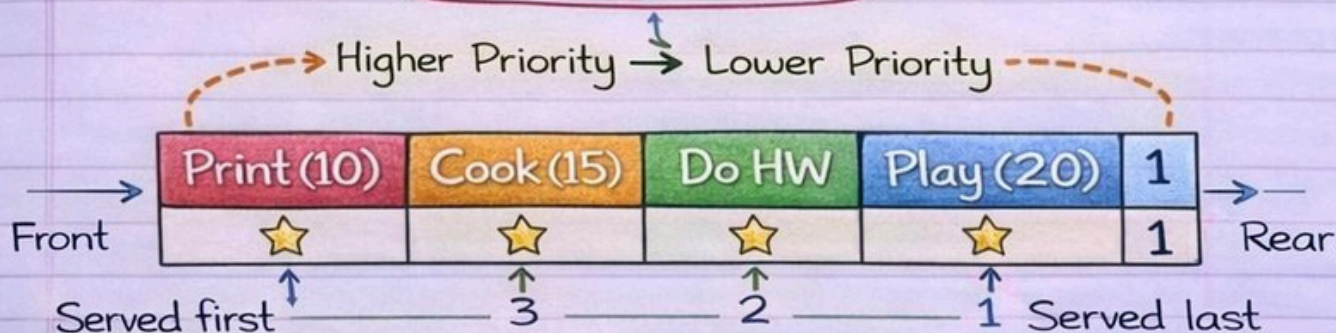 Higher Priority → Lower Priority
Print (10) Cook (15) Do HW Play (20) 1
Front 1 Rear
Served first 3 2 1 Served last